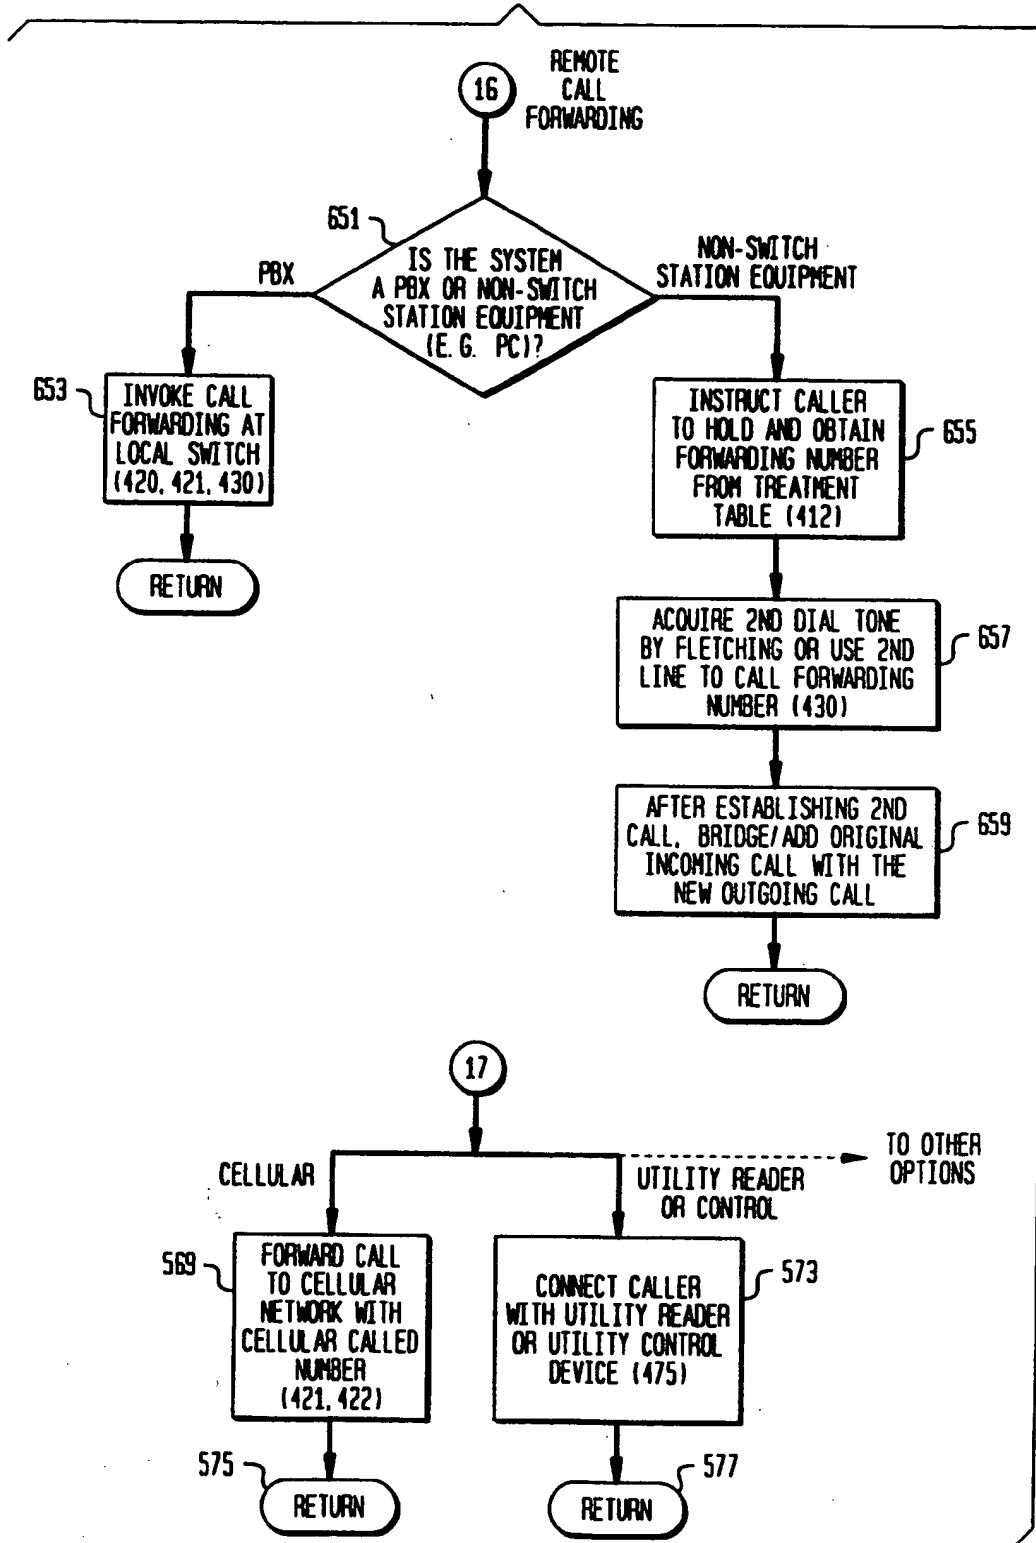 16
REMOTE
CALL
FORWARDING
651
IS THE SYSTEM
A PBX OR NON-SWITCH
STATION EQUIPMENT
(E.G. PC)?
PBX
NON-SWITCH
STATION EQUIPMENT
653
INVOKE CALL
FORWARDING AT
LOCAL SWITCH
(420, 421, 430)
RETURN
INSTRUCT CALLER
TO HOLD AND OBTAIN
FORWARDING NUMBER
FROM TREATMENT
TABLE (412)
655
ACQUIRE 2ND DIAL TONE
BY FLETCHING OR USE 2ND
LINE TO CALL FORWARDING
NUMBER (430)
657
AFTER ESTABLISHING 2ND
CALL, BRIDGE/ADD ORIGINAL
INCOMING CALL WITH THE
NEW OUTGOING CALL
659
RETURN
17
CELLULAR
UTILITY READER
OR CONTROL
TO OTHER
OPTIONS
569
FORWARD CALL
TO CELLULAR
NETWORK WITH
CELLULAR CALLED
NUMBER
(421, 422)
CONNECT CALLER
WITH UTILITY READER
OR UTILITY CONTROL
DEVICE (475)
573
575
RETURN
577
RETURN